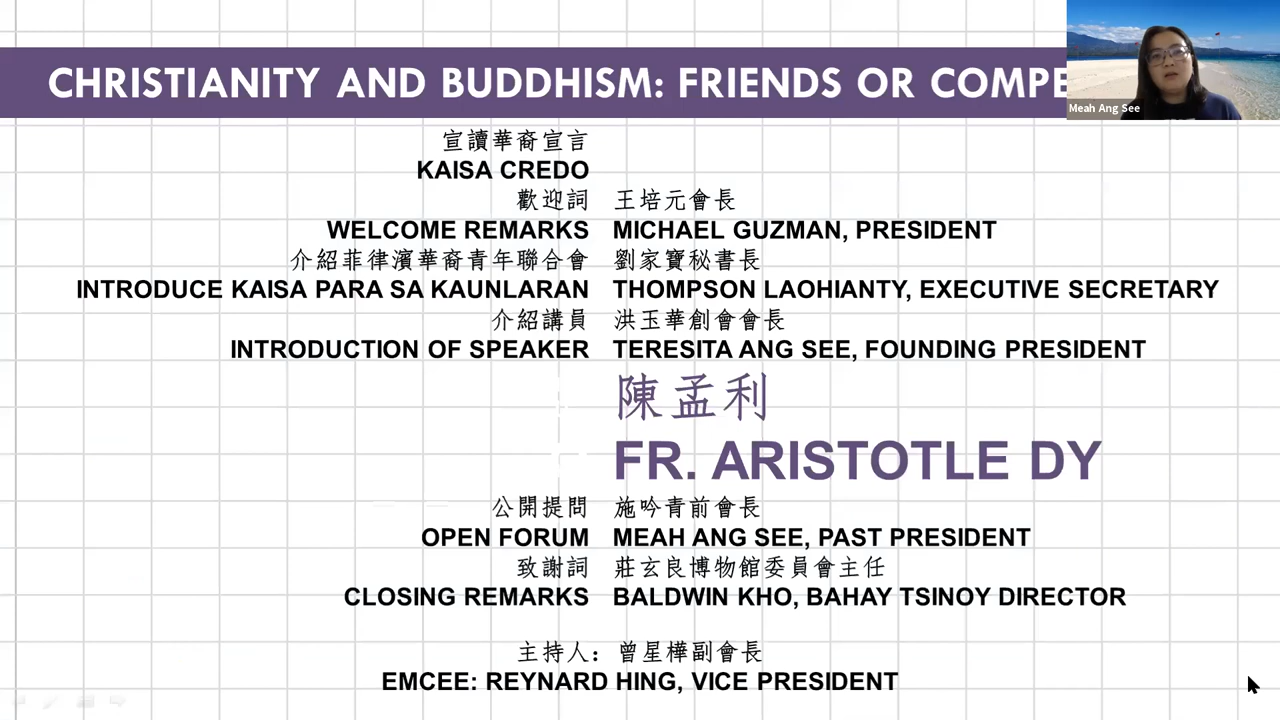 CHRISTIANITY AND BUDDHISM: FRIENDS OR COMPE
Meah Ang See
宣讀華裔宣言
KAISA CREDO
歡迎詞 王培元會長
WELCOME REMARKS MICHAEL GUZMAN, PRESIDENT
介紹菲律濱華裔青年聯合會 劉家寶秘書長
INTRODUCE KAISA PARA SA KAUNLARAN THOMPSON LAOHIANTY, EXECUTIVE SECRETARY
介紹講員 洪玉華創會會長
INTRODUCTION OF SPEAKER TERESITA ANG SEE, FOUNDING PRESIDENT
陳孟利
FR. ARISTOTLE DY
公開提問 施吟青前會長
OPEN FORUM MEAH ANG SEE, PAST PRESIDENT
致謝詞 莊玄良博物館委員會主任
CLOSING REMARKS BALDWIN KHO, BAHAY TSINOY DIRECTOR
主持人：曾星樺副會長
EMCEE: REYNARD HING, VICE PRESIDENT